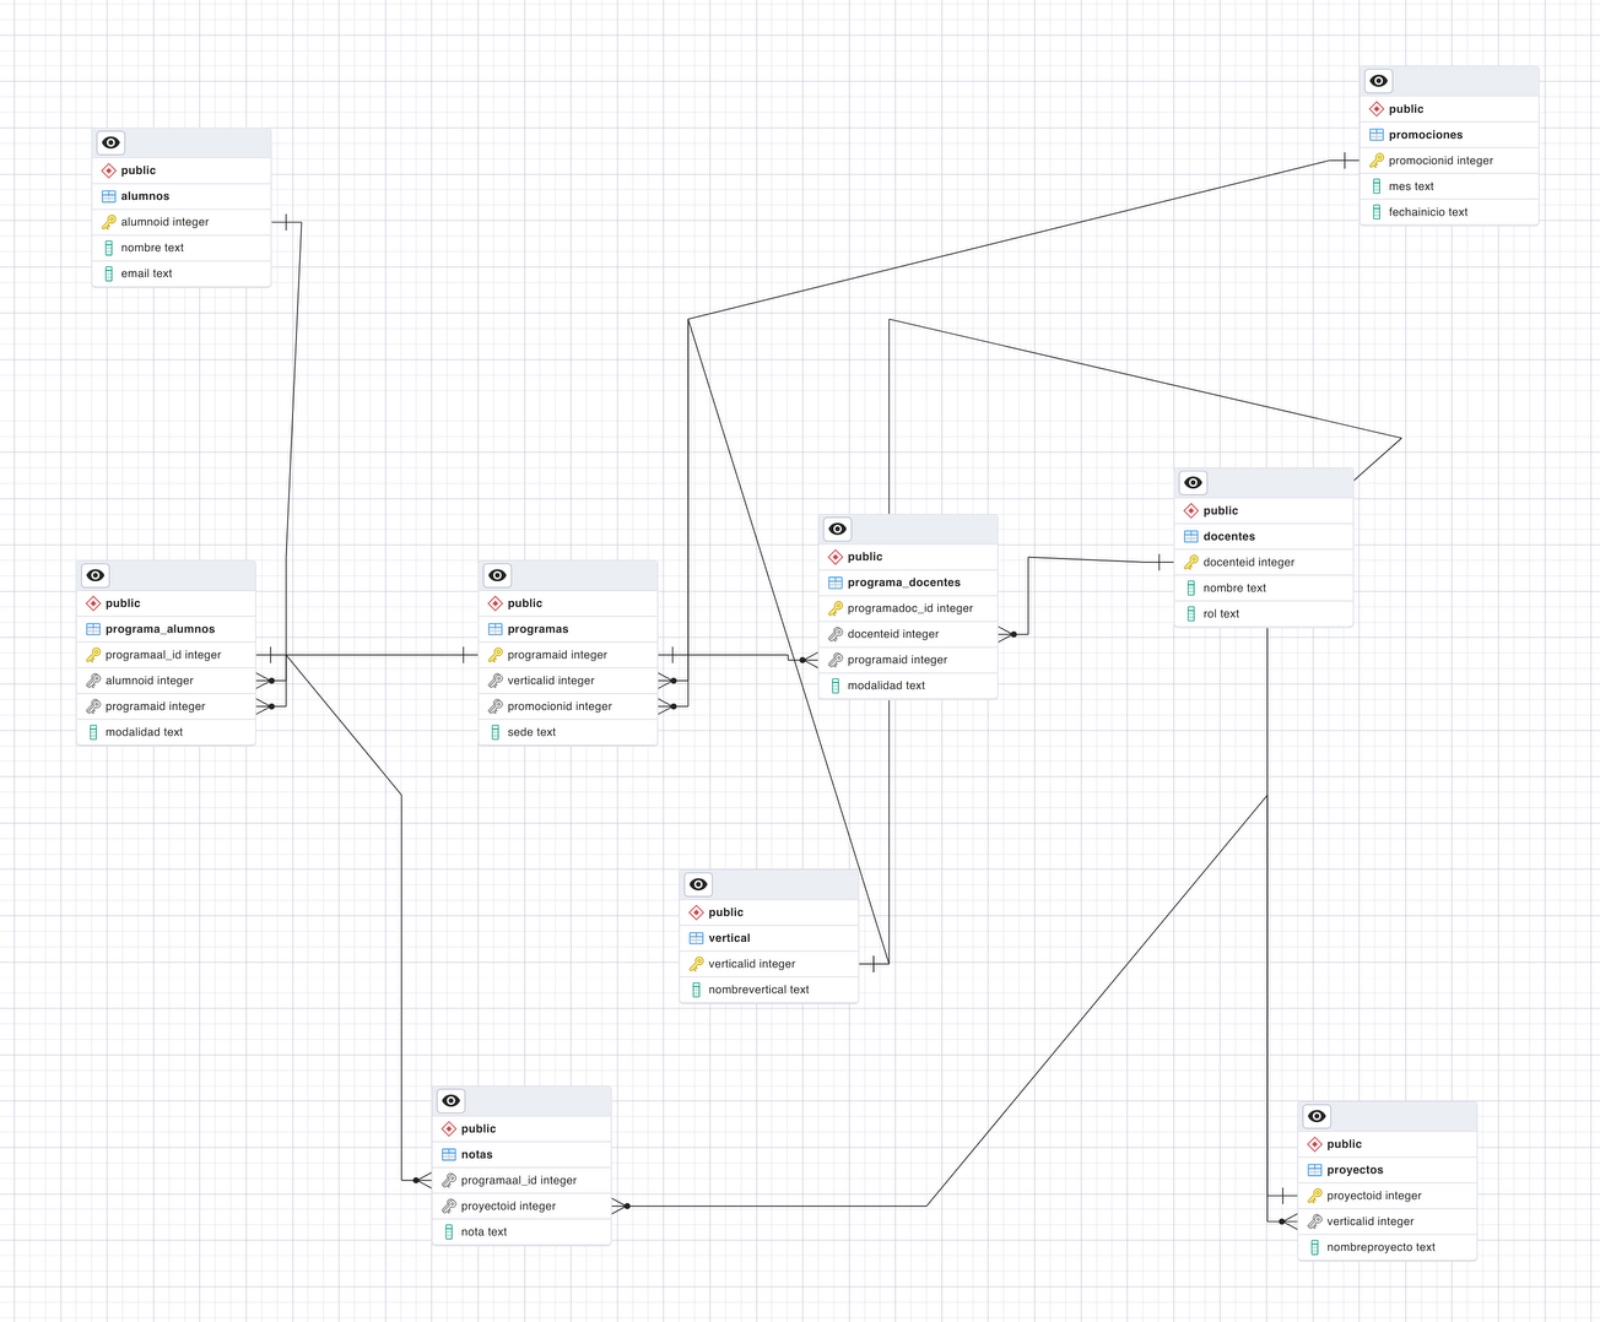 public
promociones
promocionid integer
mes text
fechainicio text
public
alumnos
alumnoid integer
nombre text
email text
public
docentes
docenteid integer
nombre text
rol text
public
programa_docentes
programadoc_id integer
docenteid integer
programaid integer
modalidad text
public
programa_alumnos
programaal_id integer
alumnoid integer
programaid integer
modalidad text
public
programas
programaid integer
verticalid integer
promocionid integer
sede text
public
vertical
verticalid integer
nombrevertical text
public
notas
programaal_id integer
proyectoid integer
nota text
public
proyectos
proyectoid integer
verticalid integer
nombreproyecto text